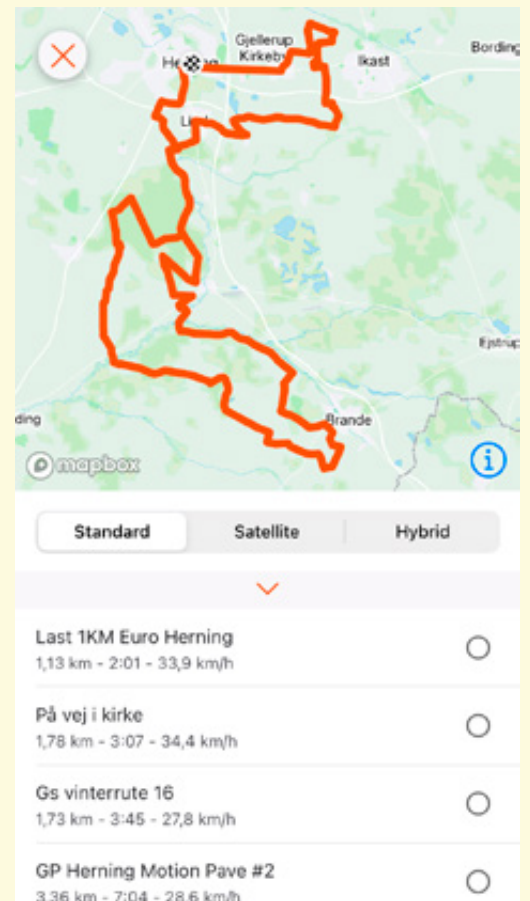 Gjellerup
Kirkeby
Ikast
Bording
Ejstrup
Brande
ding
mapbox
Standard
Satellite
Hybrid
Last 1KM Euro Herning
1,13 km - 2:01 - 33,9 km/h
På vej i kirke
1,78 km - 3:07 - 34,4 km/h
Gs vinterrute 16
1,73 km - 3:45 - 27,8 km/h
GP Herning Motion Pave #2
3,36 km - 7:04 - 28,6 km/h